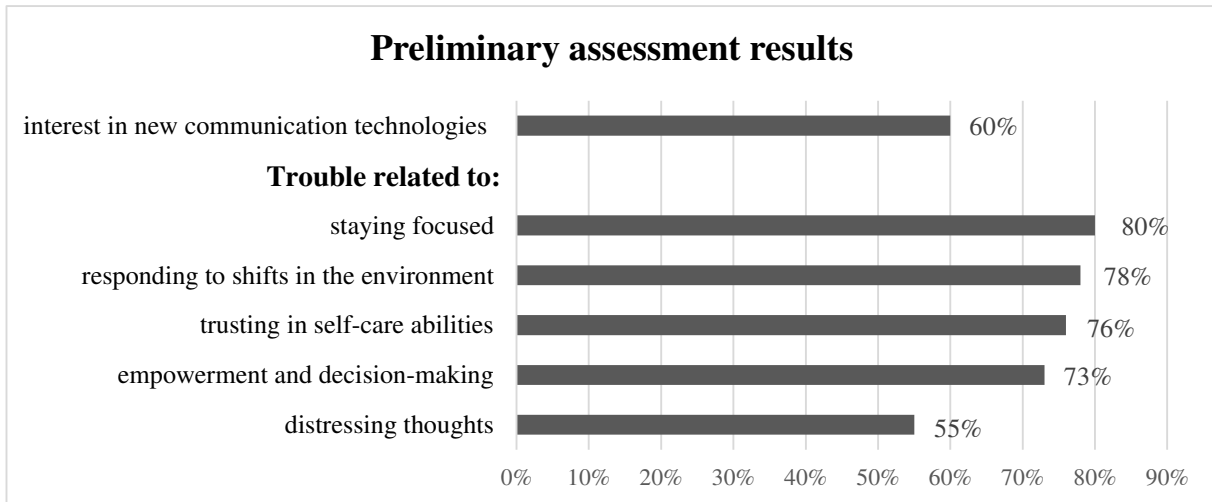 Preliminary assessment results
interest in new communication technologies 60%
Trouble related to:
staying focused 80%
responding to shifts in the environment 78%
trusting in self-care abilities 76%
empowerment and decision-making 73%
distressing thoughts 55%
0% 10% 20% 30% 40% 50% 60% 70% 80% 90%